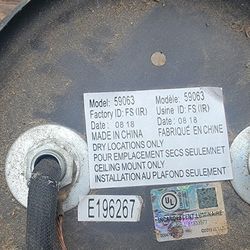 Model: 59063 Modèle: 59063
Factory ID: FS (IR) Usine ID: FS (IR)
Date: 08 18 Date: 08 18
MADE IN CHINA FABRIQUÉ EN CHINE
DRY LOCATIONS ONLY
POUR EMPLACEMENT SECS SEULEMNET
CEILING MOUNT ONLY
INSTALLATION AU PLAFOND SEULEMENT
E196267
UL